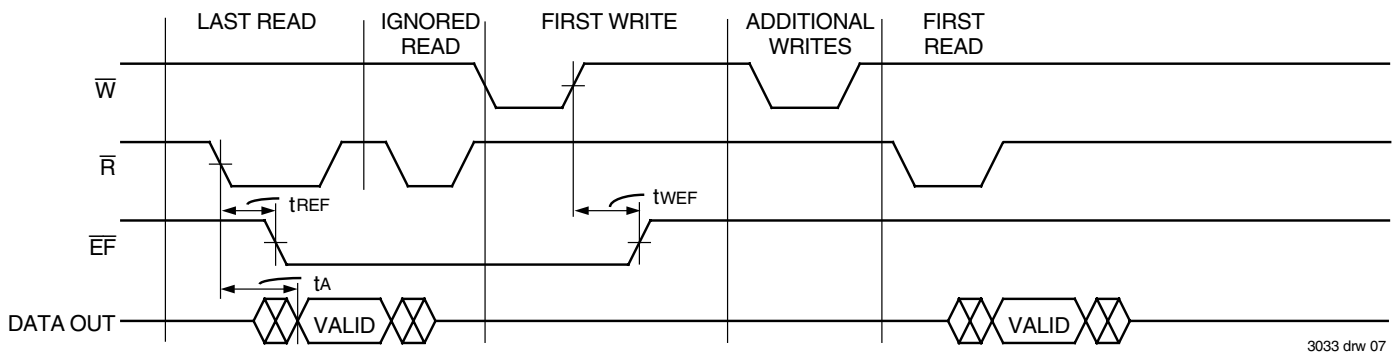 LAST READ
IGNORED READ
FIRST WRITE
ADDITIONAL WRITES
FIRST READ
W̅
R̅
tREF
tWEF
E̅F̅
tA
DATA OUT
VALID
VALID
3033 drw 07